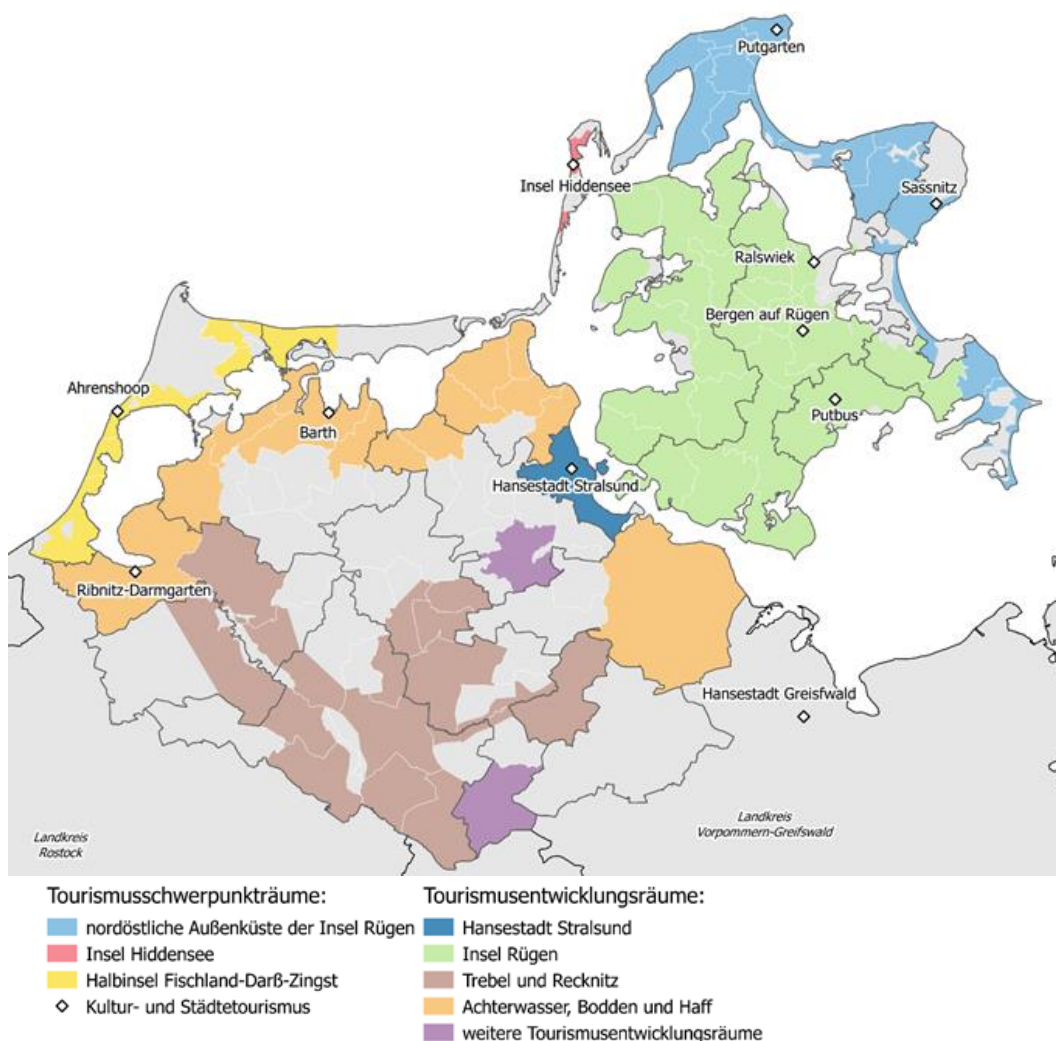 Putgarten
Insel Hiddensee
Sassnitz
Ralswiek
Bergen auf Rügen
Ahrenshoop
Putbus
Barth
Hansestadt Stralsund
Ribnitz-Darmgarten
Hansestadt Greisfwald
Landkreis
Rostock
Landkreis
Vorpommern-Greifswald
Tourismusschwerpunkträume:
nordöstliche Außenküste der Insel Rügen
Insel Hiddensee
Halbinsel Fischland-Darß-Zingst
Kultur- und Städtetourismus
Tourismusentwicklungsräume:
Hansestadt Stralsund
Insel Rügen
Trebel und Recknitz
Achterwasser, Bodden und Haff
weitere Tourismusentwicklungsräume